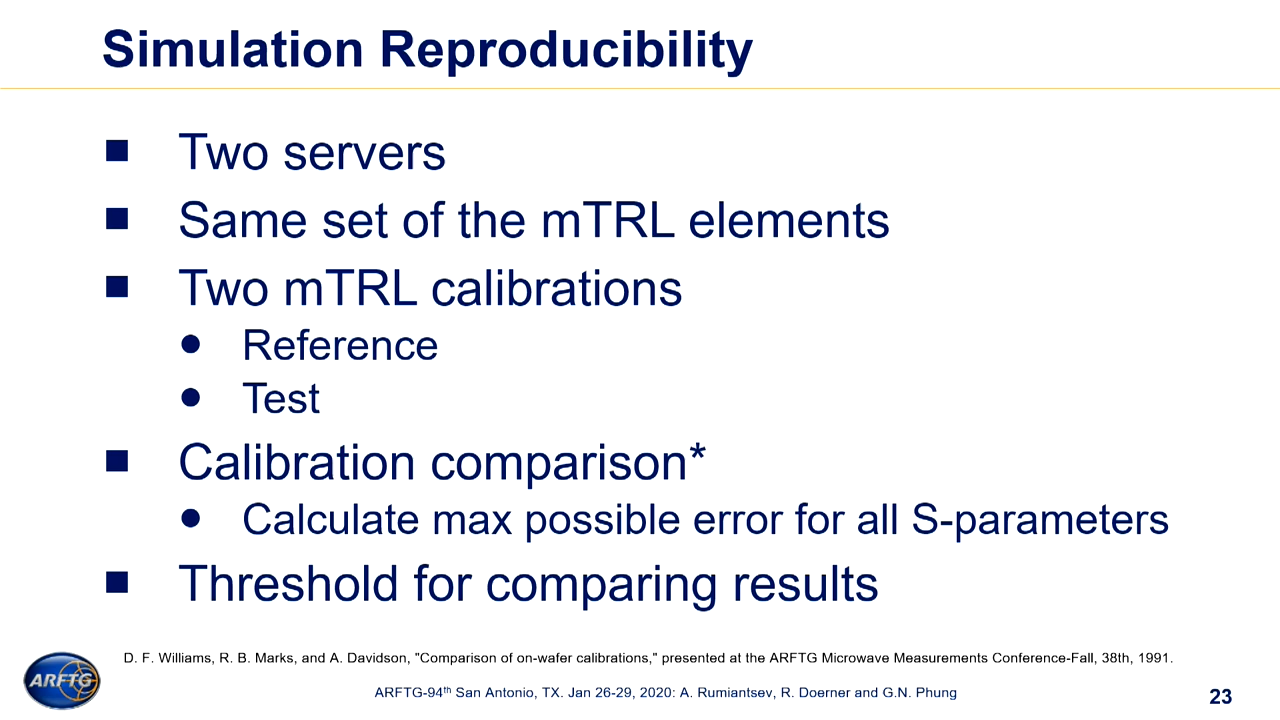 Simulation Reproducibility
Two servers
Same set of the mTRL elements
Two mTRL calibrations
Reference
Test
Calibration comparison*
Calculate max possible error for all S-parameters
Threshold for comparing results
D. F. Williams, R. B. Marks, and A. Davidson, "Comparison of on-wafer calibrations," presented at the ARFTG Microwave Measurements Conference-Fall, 38th, 1991.
ARFTG
ARFTG-94th San Antonio, TX. Jan 26-29, 2020: A. Rumiantsev, R. Doerner and G.N. Phung
23